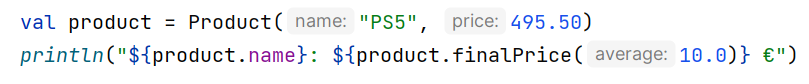 val product = Product( name: "PS5", price: 495.50)
println("${product.name}: ${product.finalPrice( average: 10.0)} €")